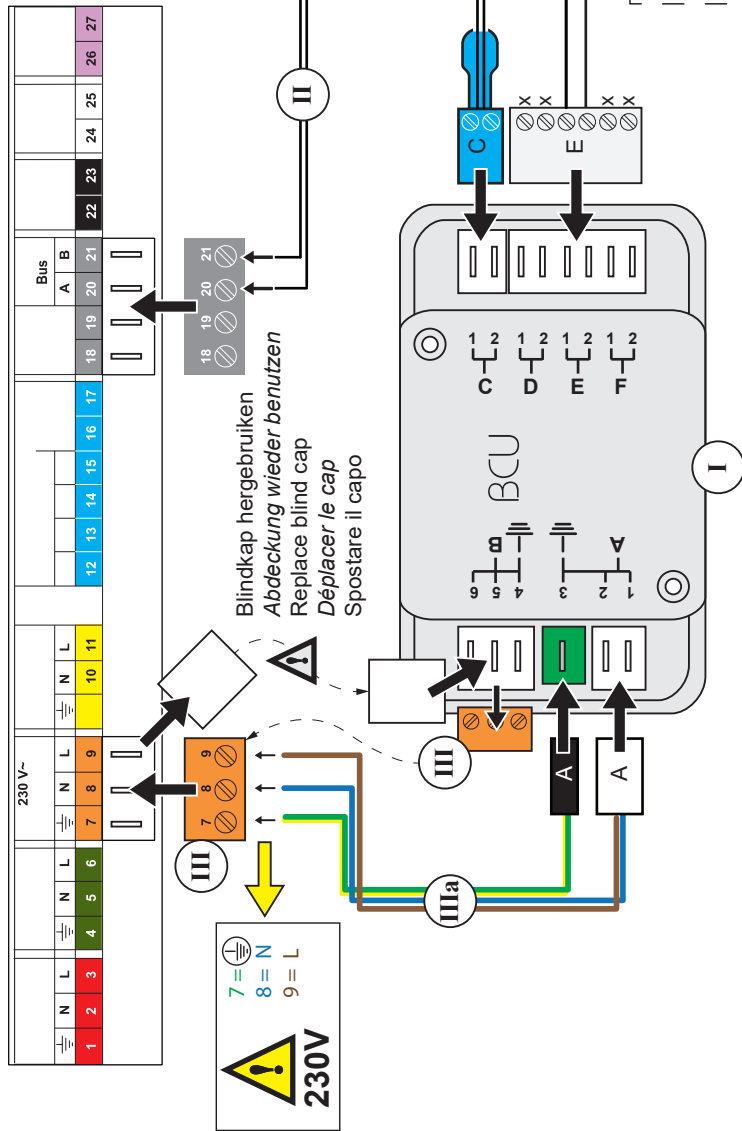 230 V~
Bus
N L N L N L A B
1 2 3 4 5 6 7 8 9 10 11 12 13 14 15 16 17 18 19 20 21 22 23 24 25 26 27
7 8 9
18 19 20 21
III
II
230V
7 =
8 = N
9 = L
Blindkap hergebruiken
Abdeckung wieder benutzen
Replace blind cap
Déplacer le cap
Spostare il capo
III
IIIa
A
A
6
5
4
B
3
2
1
A
BCU
1
2
C
1
2
D
1
2
E
1
2
F
I
C
E
X
X
X
X